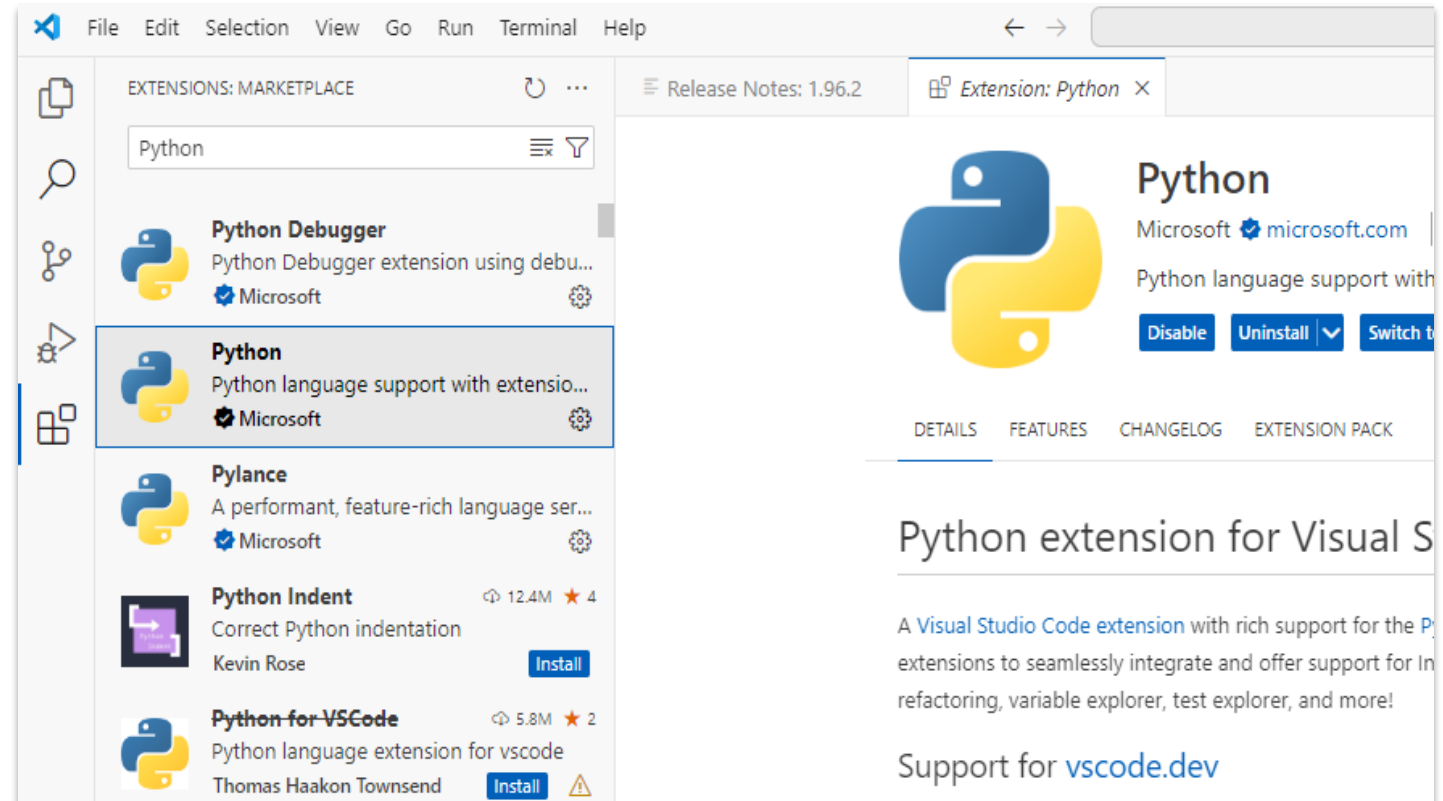 File Edit Selection View Go Run Terminal Help
EXTENSIONS: MARKETPLACE
Python
Python Debugger
Python Debugger extension using debu...
Microsoft
Python
Python language support with extensio...
Microsoft
Pylance
A performant, feature-rich language ser...
Microsoft
Python Indent 12.4M ★ 4
Correct Python indentation
Kevin Rose Install
Python for VSCode 5.8M ★ 2
Python language extension for vscode
Thomas Haakon Townsend Install
Release Notes: 1.96.2 Extension: Python
Python
Microsoft microsoft.com
Python language support with
Disable Uninstall Switch t
DETAILS FEATURES CHANGELOG EXTENSION PACK
Python extension for Visual S
A Visual Studio Code extension with rich support for the
extensions to seamlessly integrate and offer support for In
refactoring, variable explorer, test explorer, and more!
Support for vscode.dev